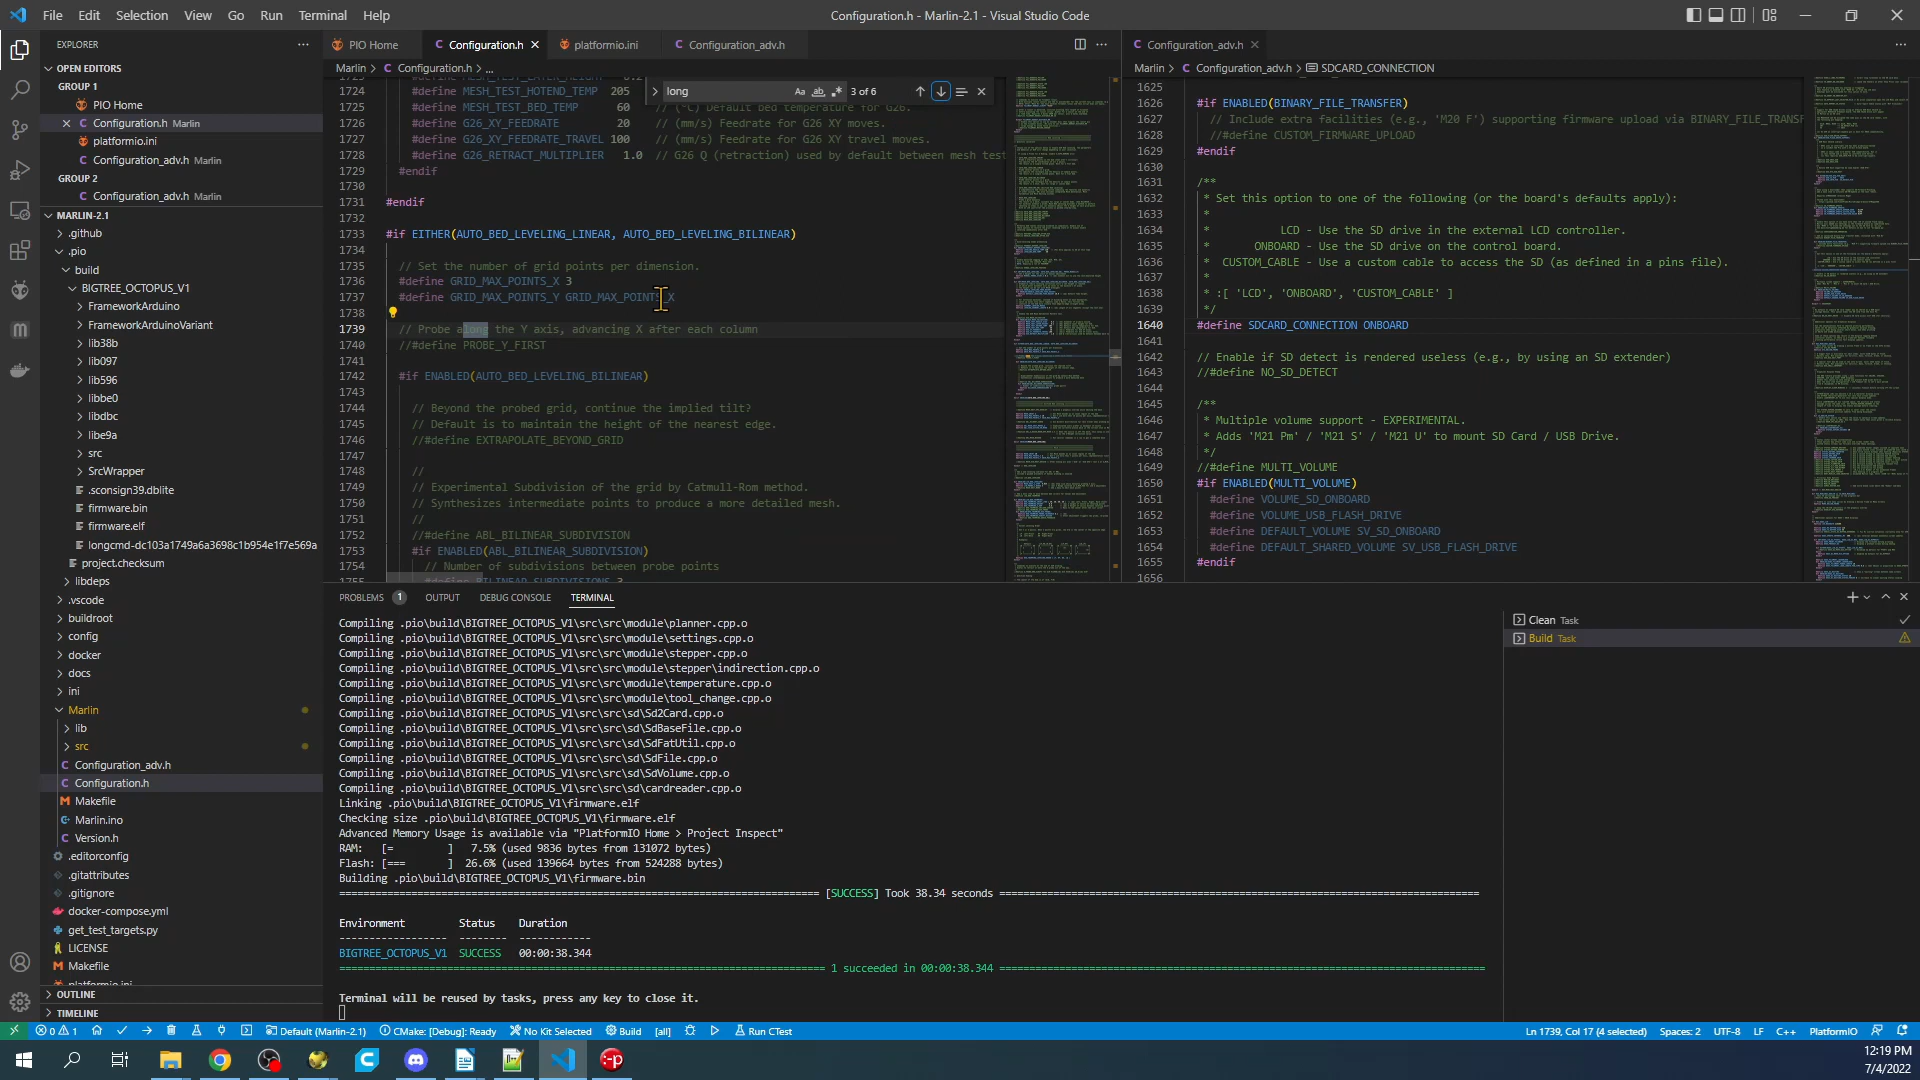 File Edit Selection View Go Run Terminal Help
Configuration.h - Marlin-2.1 - Visual Studio Code
EXPLORER
OPEN EDITORS
GROUP 1
PIO Home
Configuration.h Marlin
platformio.ini
Configuration_adv.h Marlin
GROUP 2
Configuration_adv.h Marlin
MARLIN-2.1
.github
.pio
build
BIGTREE_OCTOPUS_V1
FrameworkArduino
FrameworkArduinoVariant
lib38b
lib097
lib596
libbe0
libdbc
libe9a
src
SrcWrapper
.sconsign39.dblite
firmware.bin
firmware.elf
longcmd-dc103a1749a6a3698c1b954e1f7e569a
project.checksum
libdeps
.vscode
buildroot
config
docker
docs
ini
Marlin
lib
src
Configuration_adv.h
Configuration.h
Makefile
Marlin.ino
Version.h
.editorconfig
.gitattributes
.gitignore
docker-compose.yml
get_test_targets.py
LICENSE
Makefile
platformio.ini
OUTLINE
TIMELINE
PIO Home Configuration.h platformio.ini Configuration_adv.h
Marlin > Configuration.h > ...
long Aa ab 3 of 6
1724 #define MESH_TEST_HOTEND_TEMP 205
1725 #define MESH_TEST_BED_TEMP 60 // (°C) Default bed temperature for G26.
1726 #define G26_XY_FEEDRATE 20 // (mm/s) Feedrate for G26 XY moves.
1727 #define G26_XY_FEEDRATE_TRAVEL 100 // (mm/s) Feedrate for G26 XY travel moves.
1728 #define G26_RETRACT_MULTIPLIER 1.0 // G26 Q (retraction) used by default between mesh test
1729 #endif
1730
1731 #endif
1732
1733 #if EITHER(AUTO_BED_LEVELING_LINEAR, AUTO_BED_LEVELING_BILINEAR)
1734
1735 // Set the number of grid points per dimension.
1736 #define GRID_MAX_POINTS_X 3
1737 #define GRID_MAX_POINTS_Y GRID_MAX_POINTS_X
1738
1739 // Probe along the Y axis, advancing X after each column
1740 //#define PROBE_Y_FIRST
1741
1742 #if ENABLED(AUTO_BED_LEVELING_BILINEAR)
1743
1744 // Beyond the probed grid, continue the implied tilt?
1745 // Default is to maintain the height of the nearest edge.
1746 //#define EXTRAPOLATE_BEYOND_GRID
1747
1748 //
1749 // Experimental Subdivision of the grid by Catmull-Rom method.
1750 // Synthesizes intermediate points to produce a more detailed mesh.
1751 //
1752 //#define ABL_BILINEAR_SUBDIVISION
1753 #if ENABLED(ABL_BILINEAR_SUBDIVISION)
1754 // Number of subdivisions between probe points
1755 #define BILINEAR_SUBDIVISIONS 3
Configuration_adv.h
Marlin > Configuration_adv.h > SDCARD_CONNECTION
1625
1626 #if ENABLED(BINARY_FILE_TRANSFER)
1627 // Include extra facilities (e.g., 'M20 F') supporting firmware upload via BINARY_FILE_TRANSF
1628 //#define CUSTOM_FIRMWARE_UPLOAD
1629 #endif
1630
1631 /**
1632 * Set this option to one of the following (or the board's defaults apply):
1633 *
1634 * LCD - Use the SD drive in the external LCD controller.
1635 * ONBOARD - Use the SD drive on the control board.
1636 * CUSTOM_CABLE - Use a custom cable to access the SD (as defined in a pins file).
1637 *
1638 * :[ 'LCD', 'ONBOARD', 'CUSTOM_CABLE' ]
1639 */
1640 #define SDCARD_CONNECTION ONBOARD
1641
1642 // Enable if SD detect is rendered useless (e.g., by using an SD extender)
1643 //#define NO_SD_DETECT
1644
1645 /**
1646 * Multiple volume support - EXPERIMENTAL.
1647 * Adds 'M21 Pm' / 'M21 S' / 'M21 U' to mount SD Card / USB Drive.
1648 */
1649 //#define MULTI_VOLUME
1650 #if ENABLED(MULTI_VOLUME)
1651 #define VOLUME_SD_ONBOARD
1652 #define VOLUME_USB_FLASH_DRIVE
1653 #define DEFAULT_VOLUME SV_SD_ONBOARD
1654 #define DEFAULT_SHARED_VOLUME SV_USB_FLASH_DRIVE
1655 #endif
1656
PROBLEMS 1 OUTPUT DEBUG CONSOLE TERMINAL
Compiling .pio\build\BIGTREE_OCTOPUS_V1\src\src\module\planner.cpp.o
Compiling .pio\build\BIGTREE_OCTOPUS_V1\src\src\module\settings.cpp.o
Compiling .pio\build\BIGTREE_OCTOPUS_V1\src\src\module\stepper.cpp.o
Compiling .pio\build\BIGTREE_OCTOPUS_V1\src\src\module\stepper\indirection.cpp.o
Compiling .pio\build\BIGTREE_OCTOPUS_V1\src\src\module\temperature.cpp.o
Compiling .pio\build\BIGTREE_OCTOPUS_V1\src\src\module\tool_change.cpp.o
Compiling .pio\build\BIGTREE_OCTOPUS_V1\src\src\sd\Sd2Card.cpp.o
Compiling .pio\build\BIGTREE_OCTOPUS_V1\src\src\sd\SdBaseFile.cpp.o
Compiling .pio\build\BIGTREE_OCTOPUS_V1\src\src\sd\SdFatUtil.cpp.o
Compiling .pio\build\BIGTREE_OCTOPUS_V1\src\src\sd\SdFile.cpp.o
Compiling .pio\build\BIGTREE_OCTOPUS_V1\src\src\sd\SdVolume.cpp.o
Compiling .pio\build\BIGTREE_OCTOPUS_V1\src\src\sd\cardreader.cpp.o
Linking .pio\build\BIGTREE_OCTOPUS_V1\firmware.elf
Checking size .pio\build\BIGTREE_OCTOPUS_V1\firmware.elf
Advanced Memory Usage is available via "PlatformIO Home > Project Inspect"
RAM: [= ] 7.5% (used 9836 bytes from 131072 bytes)
Flash: [=== ] 26.6% (used 139664 bytes from 524288 bytes)
Building .pio\build\BIGTREE_OCTOPUS_V1\firmware.bin
[SUCCESS] Took 38.34 seconds
Environment Status Duration
BIGTREE_OCTOPUS_V1 SUCCESS 00:00:38.344
1 succeeded in 00:00:38.344
Terminal will be reused by tasks, press any key to close it.
Clean Task
Build Task
0 1 Default (Marlin-2.1) CMake: [Debug]: Ready No Kit Selected Build [all] Run CTest
Ln 1739, Col 17 (4 selected) Spaces: 2 UTF-8 LF C++ PlatformIO
12:19 PM
7/4/2022